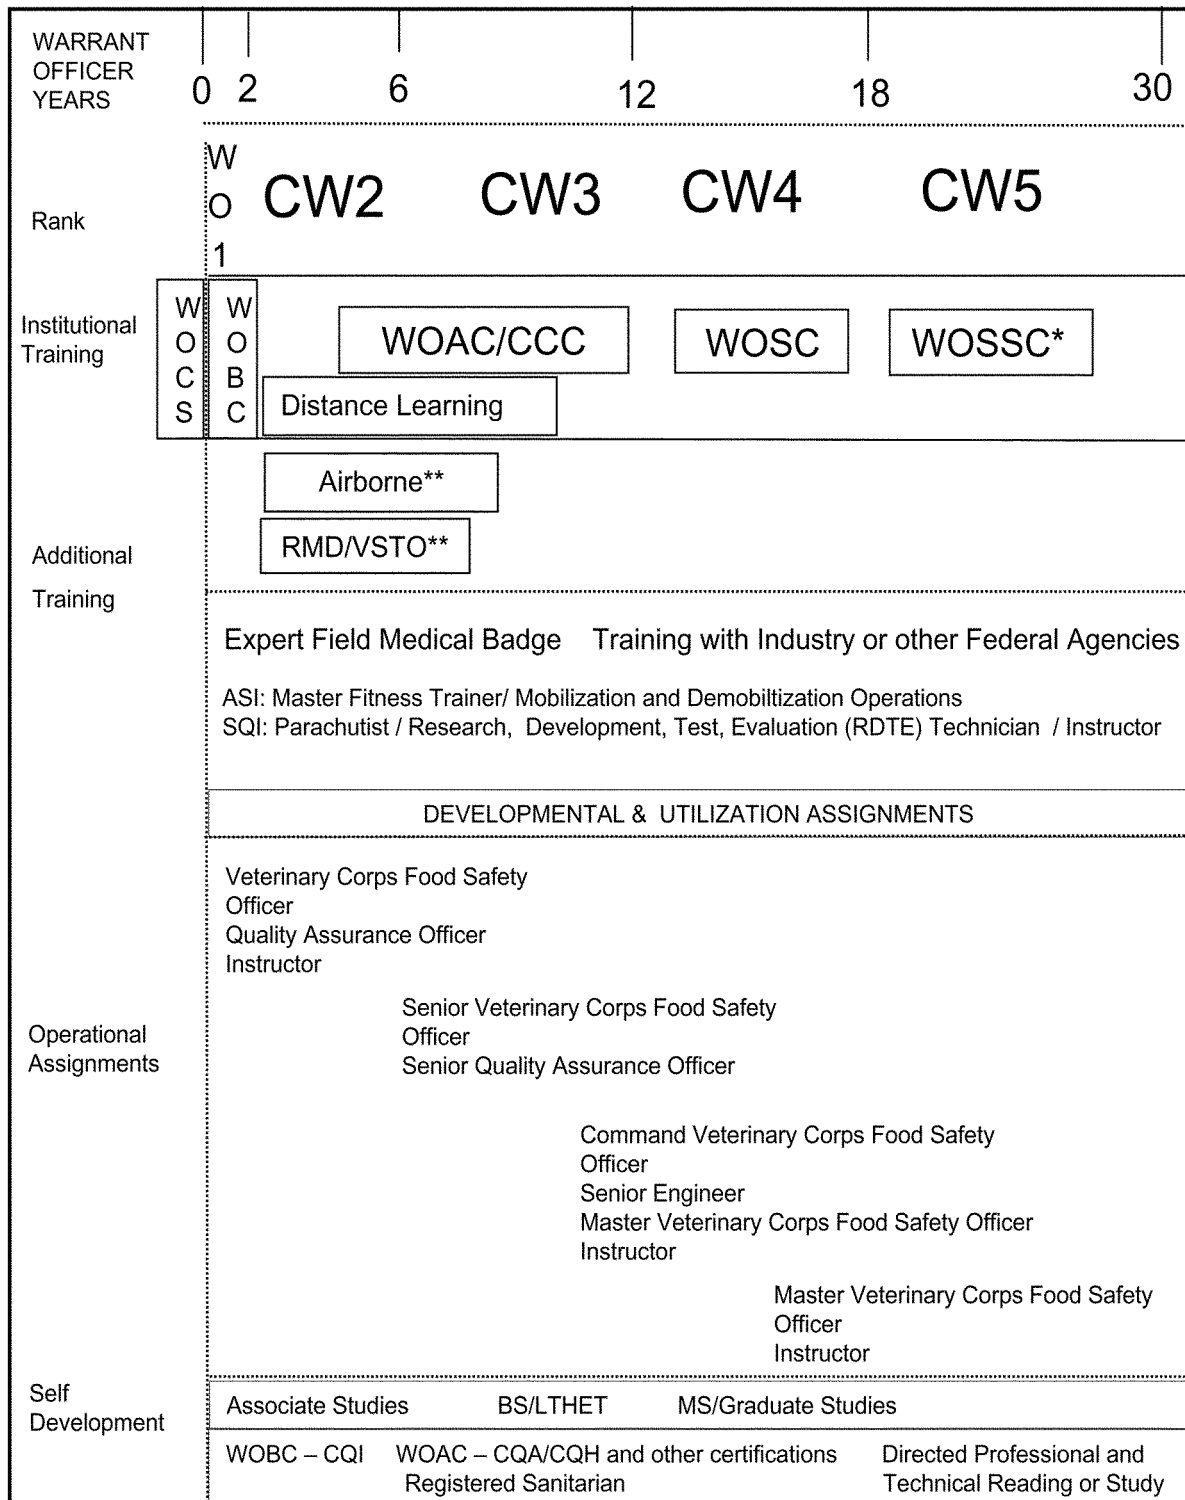 WARRANT
OFFICER
YEARS
0 2 6 12 18 30
Rank
W
O
1
CW2 CW3 CW4 CW5
Institutional
Training
W
O
C
S
W
O
B
C
WOAC/CCC WOSC WOSSC*
Distance Learning
Airborne**
RMD/VSTO**
Additional
Training
Expert Field Medical Badge Training with Industry or other Federal Agencies
ASI: Master Fitness Trainer/ Mobilization and Demobiltization Operations
SQI: Parachutist / Research, Development, Test, Evaluation (RDTE) Technician / Instructor
DEVELOPMENTAL & UTILIZATION ASSIGNMENTS
Operational
Assignments
Veterinary Corps Food Safety
Officer
Quality Assurance Officer
Instructor
Senior Veterinary Corps Food Safety
Officer
Senior Quality Assurance Officer
Command Veterinary Corps Food Safety
Officer
Senior Engineer
Master Veterinary Corps Food Safety Officer
Instructor
Master Veterinary Corps Food Safety
Officer
Instructor
Self
Development
Associate Studies BS/LTHET MS/Graduate Studies
WOBC – CQI WOAC – CQA/CQH and other certifications Directed Professional and
Registered Sanitarian Technical Reading or Study